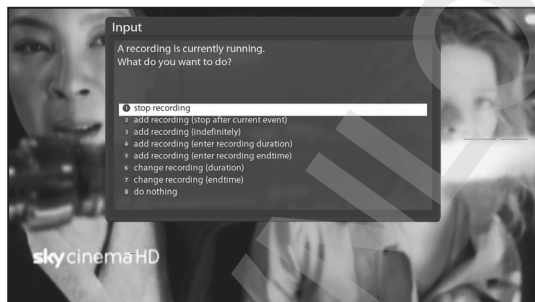 Input
A recording is currently running.
What do you want to do?
1 stop recording
2 add recording (stop after current event)
3 add recording (indefinitely)
4 add recording (enter recording duration)
5 add recording (enter recording endtime)
6 change recording (duration)
7 change recording (endtime)
8 do nothing
sky cinema HD